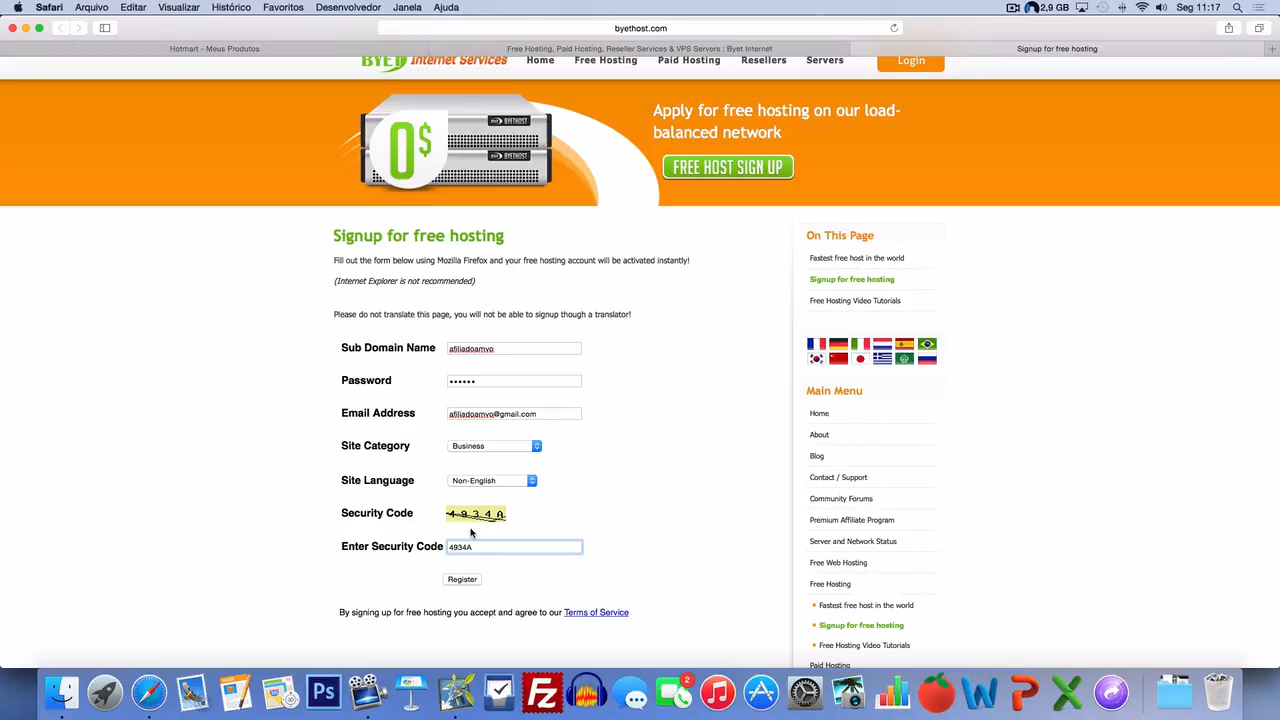 Safari Arquivo Editar Visualizar Histórico Favoritos Desenvolvedor Janela Ajuda 2,9 GB Seg 11:17
byethost.com
Hotmart - Meus Produtos Free Hosting, Paid Hosting, Reseller Services & VPS Servers : Byet Internet Signup for free hosting
BYET Internet Services Home Free Hosting Paid Hosting Resellers Servers Login
0$
BYETHOST
BYETHOST
Apply for free hosting on our load-
balanced network
FREE HOST SIGN UP
Signup for free hosting
Fill out the form below using Mozilla Firefox and your free hosting account will be activated instantly!
(Internet Explorer is not recommended)
Please do not translate this page, you will not be able to signup though a translator!
Sub Domain Name afiliadoamvo
Password ••••••
Email Address afiliadoamvo@gmail.com
Site Category Business
Site Language Non-English
Security Code 4934A
Enter Security Code 4934A
Register
By signing up for free hosting you accept and agree to our Terms of Service
On This Page
Fastest free host in the world
Signup for free hosting
Free Hosting Video Tutorials
Main Menu
Home
About
Blog
Contact / Support
Community Forums
Premium Affiliate Program
Server and Network Status
Free Web Hosting
Free Hosting
Fastest free host in the world
Signup for free hosting
Free Hosting Video Tutorials
Paid Hosting
Ps
Fz
2
W
P
X